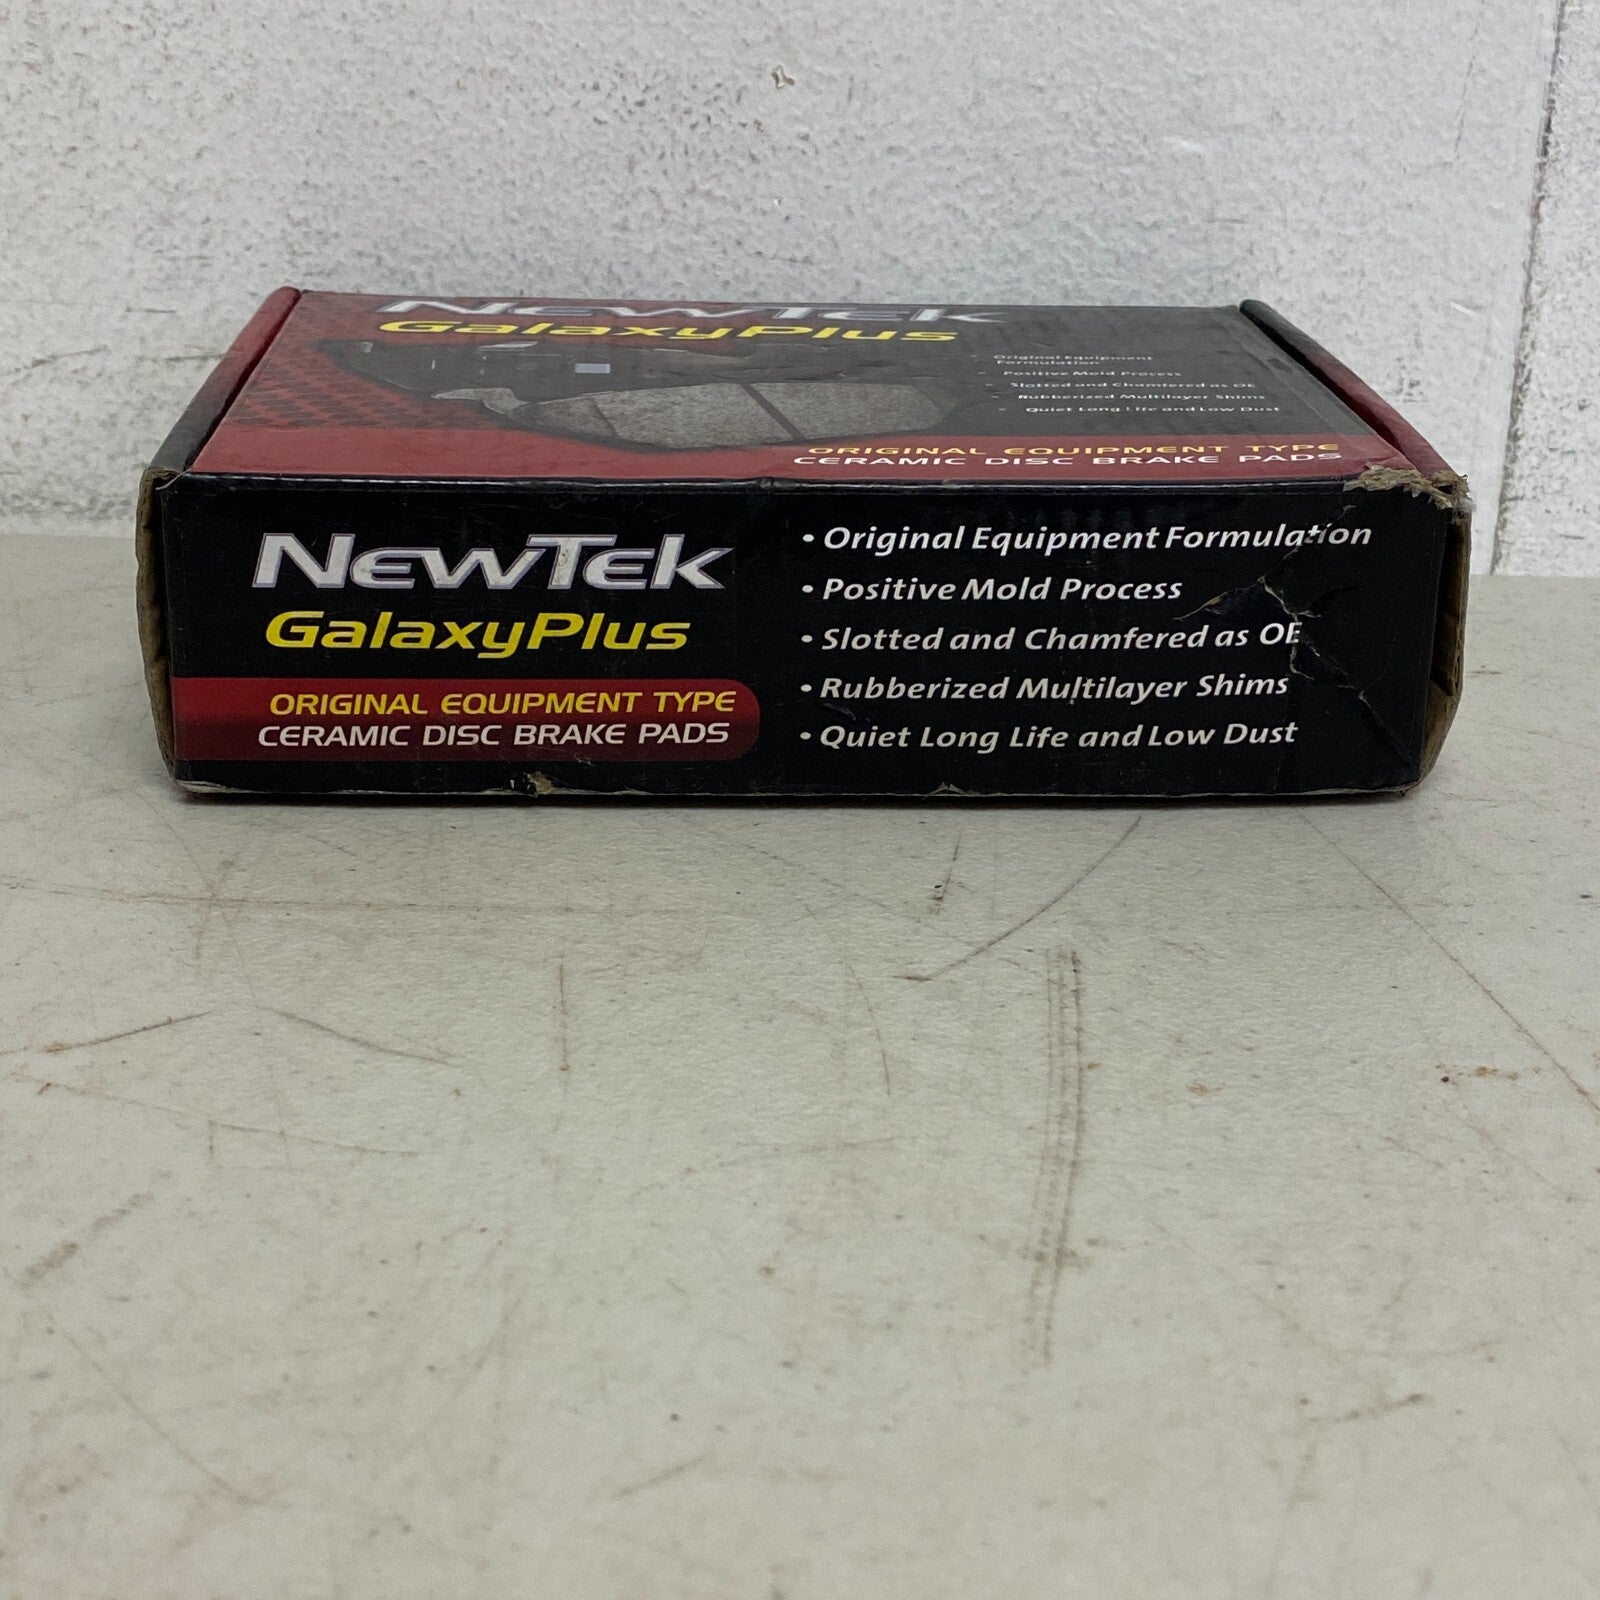 NEWTEK
GalaxyPlus
Original Equipment
Formulation
Positive Mold Process
Slotted and Chamfered as OE
Rubberized Multilayer Shims
Quiet Long Life and Low Dust
ORIGINAL EQUIPMENT TYPE
CERAMIC DISC BRAKE PADS
NEWTEK
GalaxyPlus
ORIGINAL EQUIPMENT TYPE
CERAMIC DISC BRAKE PADS
• Original Equipment Formulation
• Positive Mold Process
• Slotted and Chamfered as OE
• Rubberized Multilayer Shims
• Quiet Long Life and Low Dust